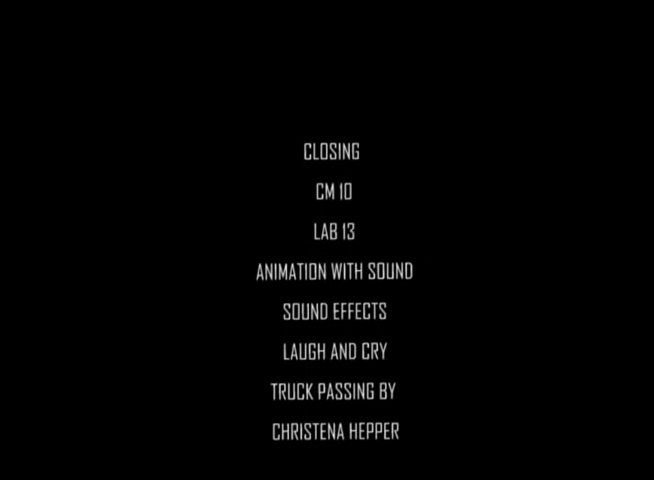 CLOSING
CM 10
LAB 13
ANIMATION WITH SOUND
SOUND EFFECTS
LAUGH AND CRY
TRUCK PASSING BY
CHRISTENA HEPPER